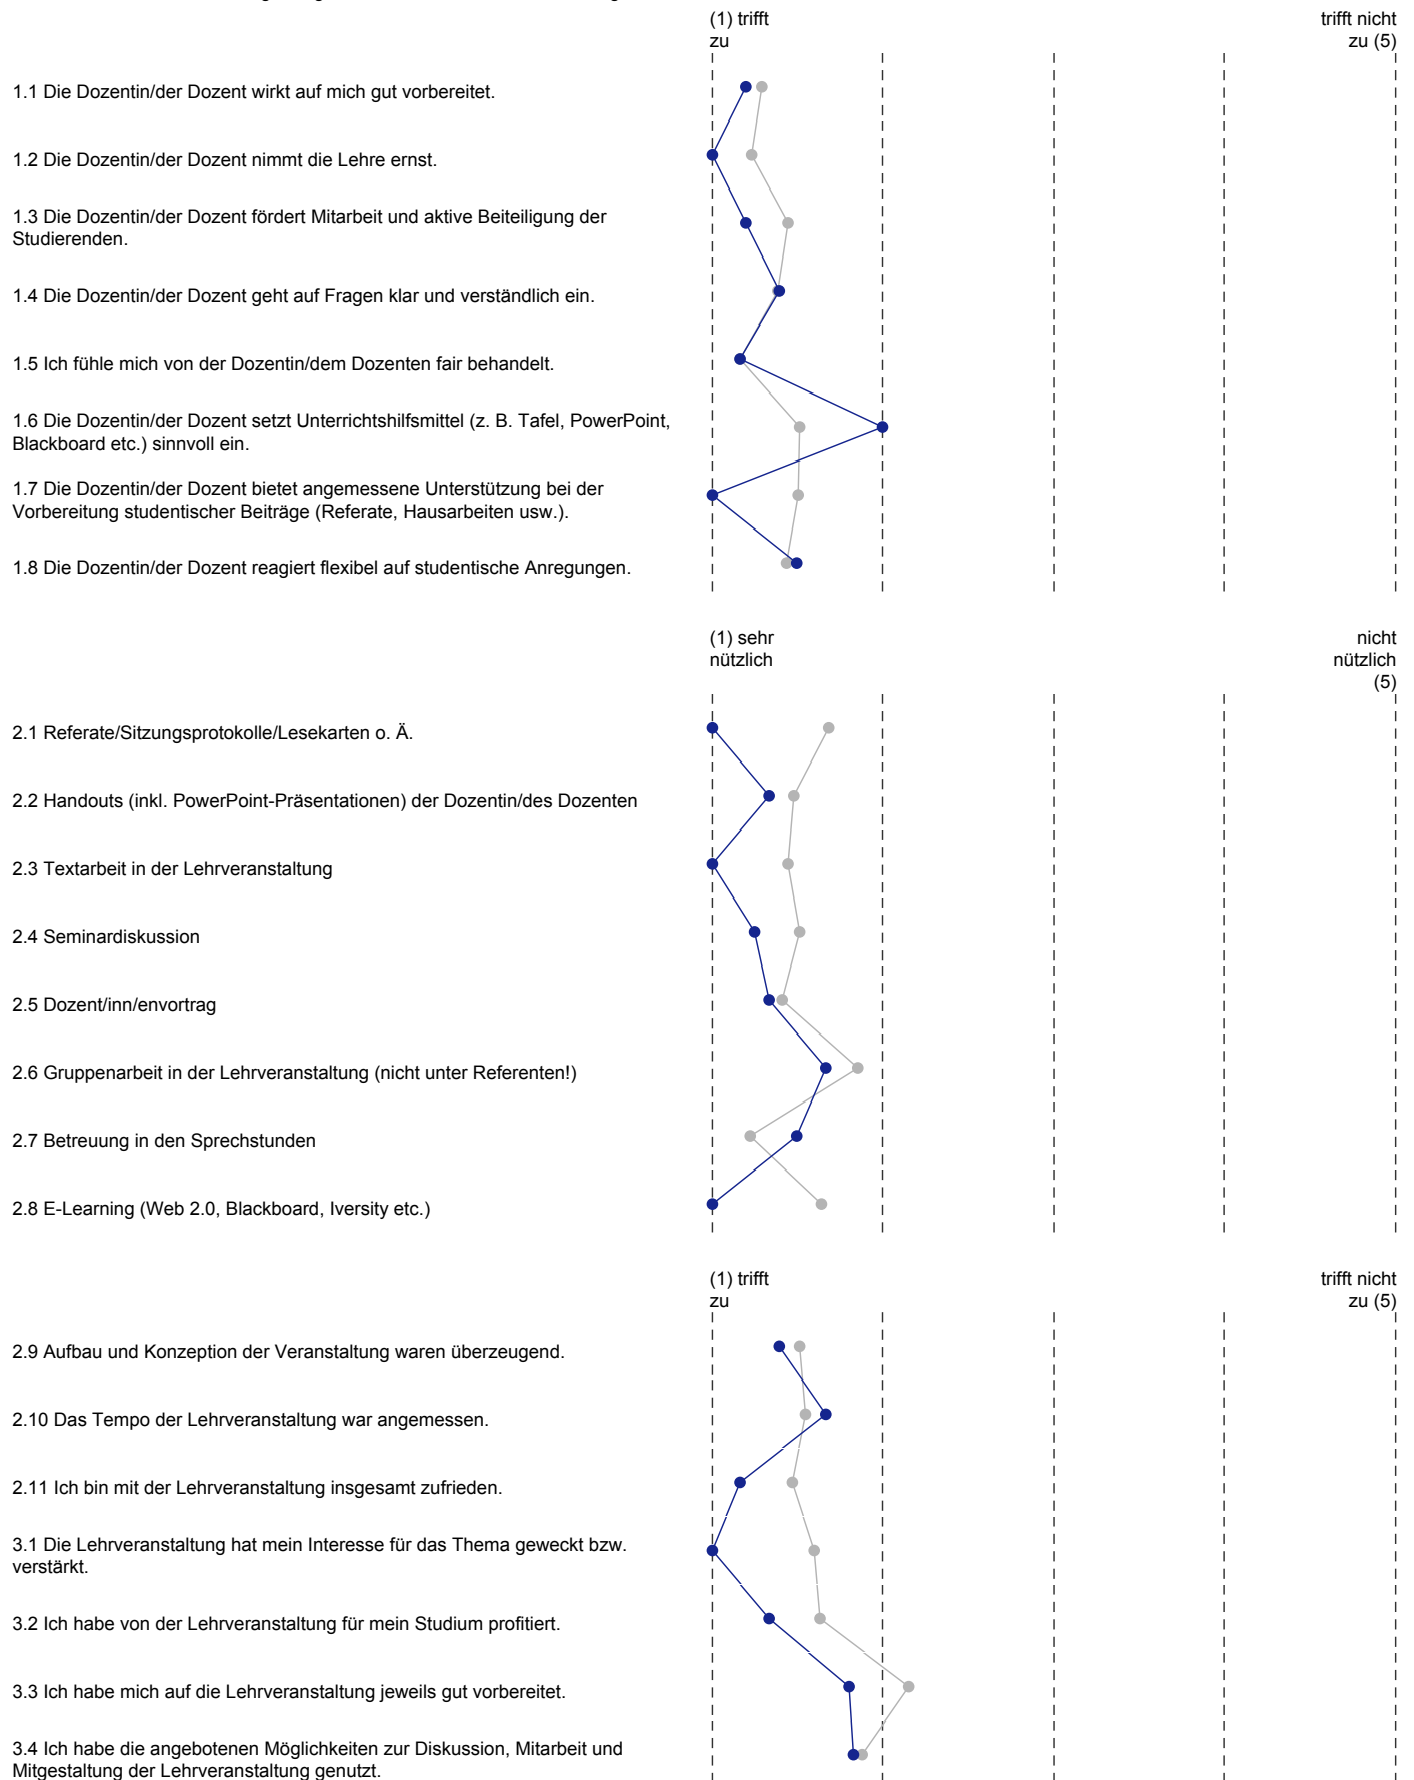 (1) trifft
zu
trifft nicht
zu (5)
1.1 Die Dozentin/der Dozent wirkt auf mich gut vorbereitet.
1.2 Die Dozentin/der Dozent nimmt die Lehre ernst.
1.3 Die Dozentin/der Dozent fördert Mitarbeit und aktive Beiteiligung der
Studierenden.
1.4 Die Dozentin/der Dozent geht auf Fragen klar und verständlich ein.
1.5 Ich fühle mich von der Dozentin/dem Dozenten fair behandelt.
1.6 Die Dozentin/der Dozent setzt Unterrichtshilfsmittel (z. B. Tafel, PowerPoint,
Blackboard etc.) sinnvoll ein.
1.7 Die Dozentin/der Dozent bietet angemessene Unterstützung bei der
Vorbereitung studentischer Beiträge (Referate, Hausarbeiten usw.).
1.8 Die Dozentin/der Dozent reagiert flexibel auf studentische Anregungen.
(1) sehr
nützlich
nicht
nützlich
(5)
2.1 Referate/Sitzungsprotokolle/Lesekarten o. Ä.
2.2 Handouts (inkl. PowerPoint-Präsentationen) der Dozentin/des Dozenten
2.3 Textarbeit in der Lehrveranstaltung
2.4 Seminardiskussion
2.5 Dozent/inn/envortrag
2.6 Gruppenarbeit in der Lehrveranstaltung (nicht unter Referenten!)
2.7 Betreuung in den Sprechstunden
2.8 E-Learning (Web 2.0, Blackboard, Iversity etc.)
(1) trifft
zu
trifft nicht
zu (5)
2.9 Aufbau und Konzeption der Veranstaltung waren überzeugend.
2.10 Das Tempo der Lehrveranstaltung war angemessen.
2.11 Ich bin mit der Lehrveranstaltung insgesamt zufrieden.
3.1 Die Lehrveranstaltung hat mein Interesse für das Thema geweckt bzw.
verstärkt.
3.2 Ich habe von der Lehrveranstaltung für mein Studium profitiert.
3.3 Ich habe mich auf die Lehrveranstaltung jeweils gut vorbereitet.
3.4 Ich habe die angebotenen Möglichkeiten zur Diskussion, Mitarbeit und
Mitgestaltung der Lehrveranstaltung genutzt.